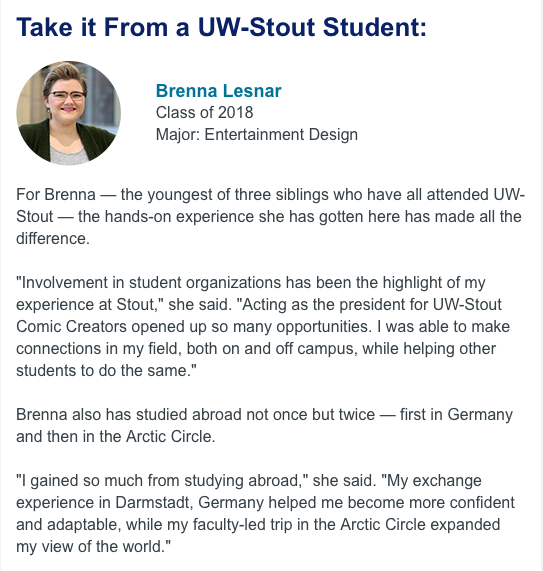 Take it From a UW-Stout Student:
Brenna Lesnar
Class of 2018
Major: Entertainment Design
For Brenna — the youngest of three siblings who have all attended UW-
Stout — the hands-on experience she has gotten here has made all the
difference.
"Involvement in student organizations has been the highlight of my
experience at Stout," she said. "Acting as the president for UW-Stout
Comic Creators opened up so many opportunities. I was able to make
connections in my field, both on and off campus, while helping other
students to do the same."
Brenna also has studied abroad not once but twice — first in Germany
and then in the Arctic Circle.
"I gained so much from studying abroad," she said. "My exchange
experience in Darmstadt, Germany helped me become more confident
and adaptable, while my faculty-led trip in the Arctic Circle expanded
my view of the world."